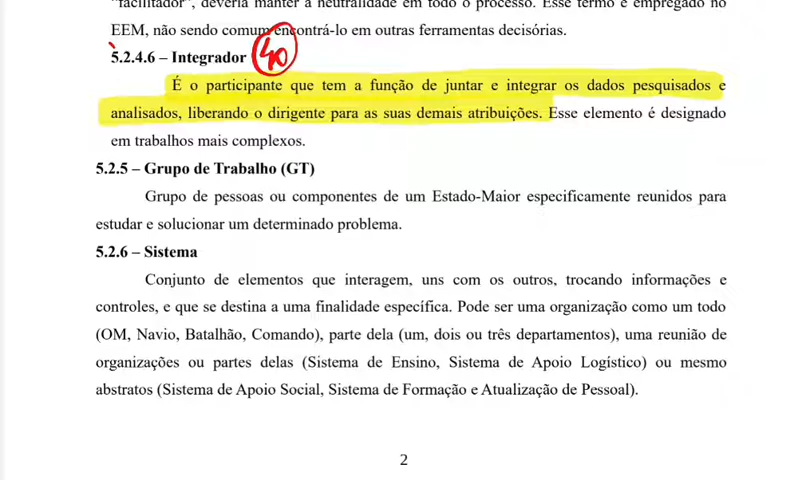 "facilitador", deveria manter a neutralidade em todo o processo. Esse termo é empregado no
EEM, não sendo comum encontrá-lo em outras ferramentas decisórias.
5.2.4.6 – Integrador 40
É o participante que tem a função de juntar e integrar os dados pesquisados e
analisados, liberando o dirigente para as suas demais atribuições. Esse elemento é designado
em trabalhos mais complexos.
5.2.5 – Grupo de Trabalho (GT)
Grupo de pessoas ou componentes de um Estado-Maior especificamente reunidos para
estudar e solucionar um determinado problema.
5.2.6 – Sistema
Conjunto de elementos que interagem, uns com os outros, trocando informações e
controles, e que se destina a uma finalidade específica. Pode ser uma organização como um todo
(OM, Navio, Batalhão, Comando), parte dela (um, dois ou três departamentos), uma reunião de
organizações ou partes delas (Sistema de Ensino, Sistema de Apoio Logístico) ou mesmo
abstratos (Sistema de Apoio Social, Sistema de Formação e Atualização de Pessoal).
2